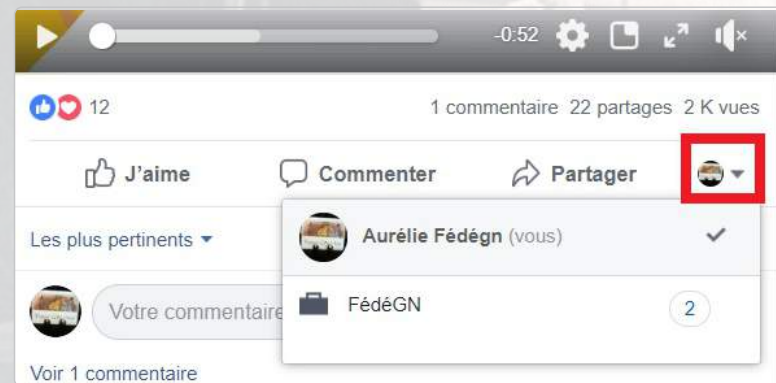 -0:52
12 1 commentaire 22 partages 2 K vues
J'aime Commenter Partager
Les plus pertinents
Aurélie Fédégn (vous)
Votre commentaire
FédéGN 2
Voir 1 commentaire